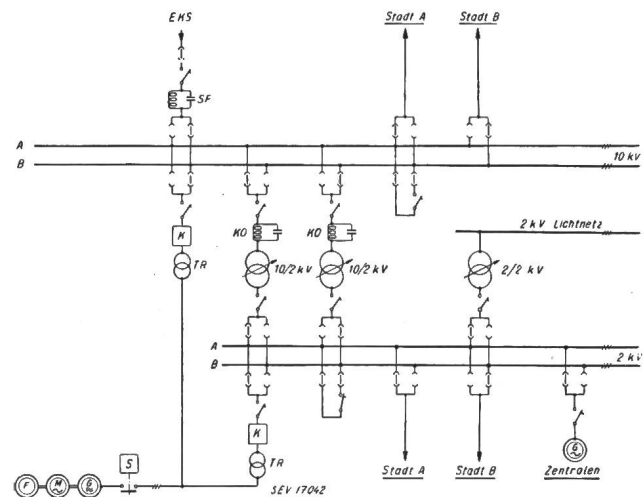 EKS
Stadt A
Stadt B
SF
A
B
10 kV
2 kV Lichtnetz
K
KO
KO
TR
10/2 kV
10/2 kV
2/2 kV
A
B
2 kV
K
S
TR
F
M
G
G
Stadt A
Stadt B
Zentralen
SEV 17042